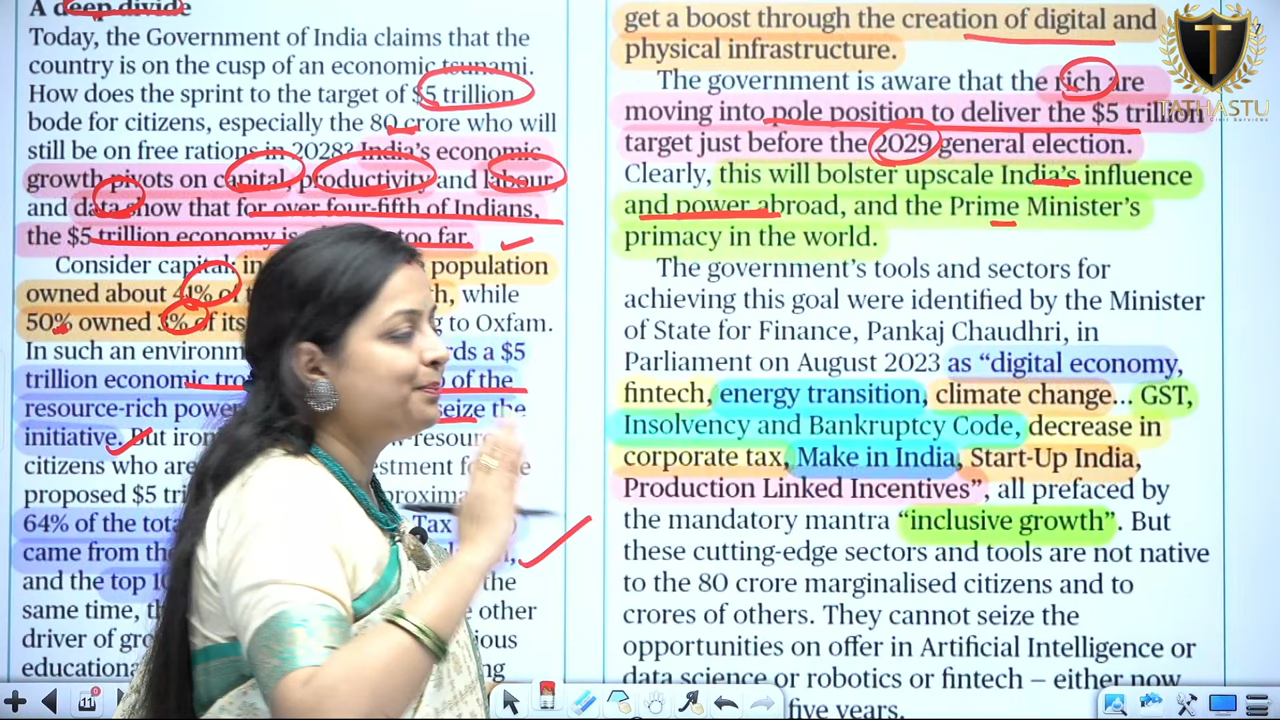 A deep divide
Today, the Government of India claims that the
country is on the cusp of an economic tsunami.
How does the sprint to the target of $5 trillion
bode for citizens, especially the 80 crore who will
still be on free rations in 2028? India's economic
growth pivots on capital, productivity and labour,
and data show that for over four-fifth of Indians,
the $5 trillion economy is too far.
Consider capital: population
owned about 41% of while
50% owned 3% of its to Oxfam.
In such an a $5
trillion economic of the
resource-rich seize the
initiative. But
citizens who are
proposed $5
64% of the Tax
came from the
and the top the
same time, other
driver of
get a boost through the creation of digital and
physical infrastructure.
The government is aware that the rich are
moving into pole position to deliver the $5 trillion
target just before the 2029 general election.
Clearly, this will bolster upscale India's influence
and power abroad, and the Prime Minister's
primacy in the world.
The government's tools and sectors for
achieving this goal were identified by the Minister
of State for Finance, Pankaj Chaudhri, in
Parliament on August 2023 as “digital economy,
fintech, energy transition, climate change... GST,
Insolvency and Bankruptcy Code, decrease in
corporate tax, Make in India, Start-Up India,
Production Linked Incentives”, all prefaced by
the mandatory mantra “inclusive growth”. But
these cutting-edge sectors and tools are not native
to the 80 crore marginalised citizens and to
crores of others. They cannot seize the
opportunities on offer in Artificial Intelligence or
data science or robotics or fintech — either now
five years.
T
TATHASTU
Civil Services
11